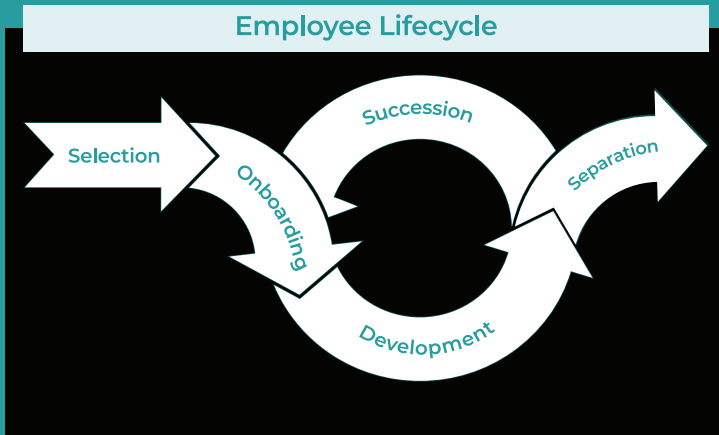 Employee Lifecycle
Selection
Onboarding
Succession
Development
Separation